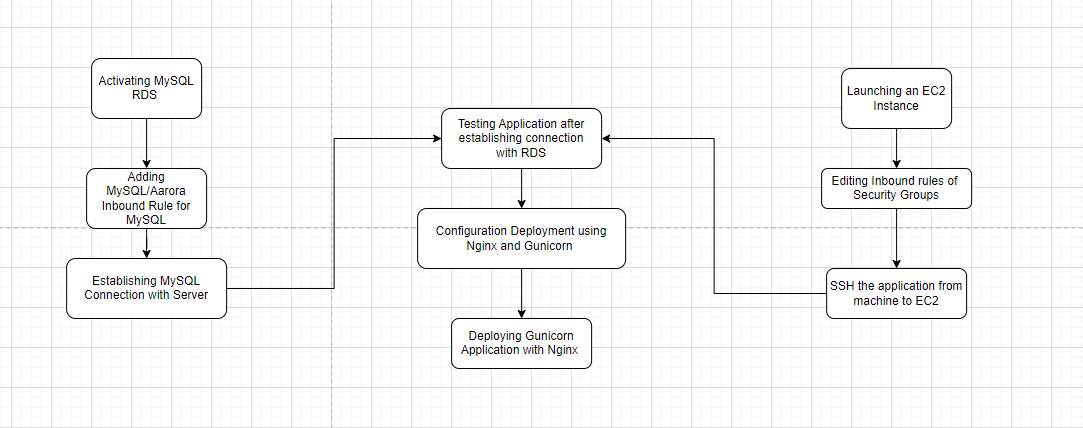 Activating MySQL
RDS
Adding
MySQL/Aarora
Inbound Rule for
MySQL
Establishing MySQL
Connection with Server
Testing Application after
establishing connection
with RDS
Configuration Deployment using
Nginx and Gunicorn
Deploying Gunicorn
Application with Nginx
Launching an EC2
Instance
Editing Inbound rules of
Security Groups
SSH the application from
machine to EC2